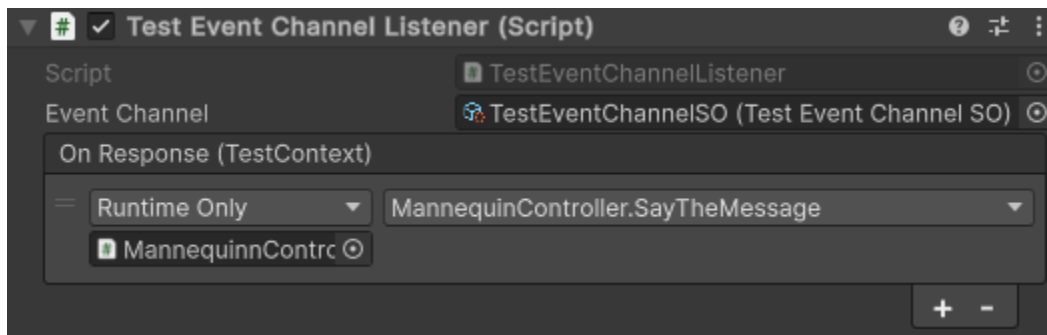 # Test Event Channel Listener (Script)
Script # TestEventChannelListener
Event Channel TestEventChannelSO (Test Event Channel SO)
On Response (TestContext)
Runtime Only MannequinController.SayTheMessage
# MannequinnContrc
+ -